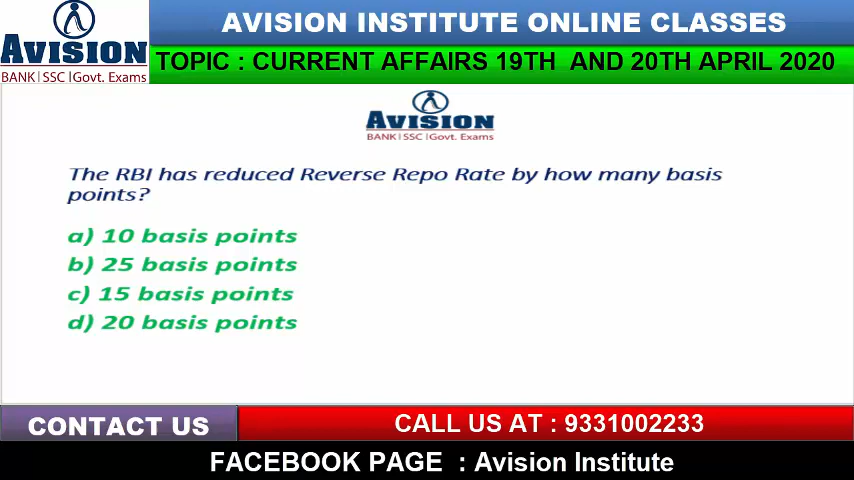 AVISION
BANK|SSC|Govt. Exams
AVISION INSTITUTE ONLINE CLASSES
TOPIC : CURRENT AFFAIRS 19TH AND 20TH APRIL 2020
AVISION
BANK|SSC|Govt. Exams
The RBI has reduced Reverse Repo Rate by how many basis
points?
a) 10 basis points
b) 25 basis points
c) 15 basis points
d) 20 basis points
CONTACT US
CALL US AT : 9331002233
FACEBOOK PAGE : Avision Institute